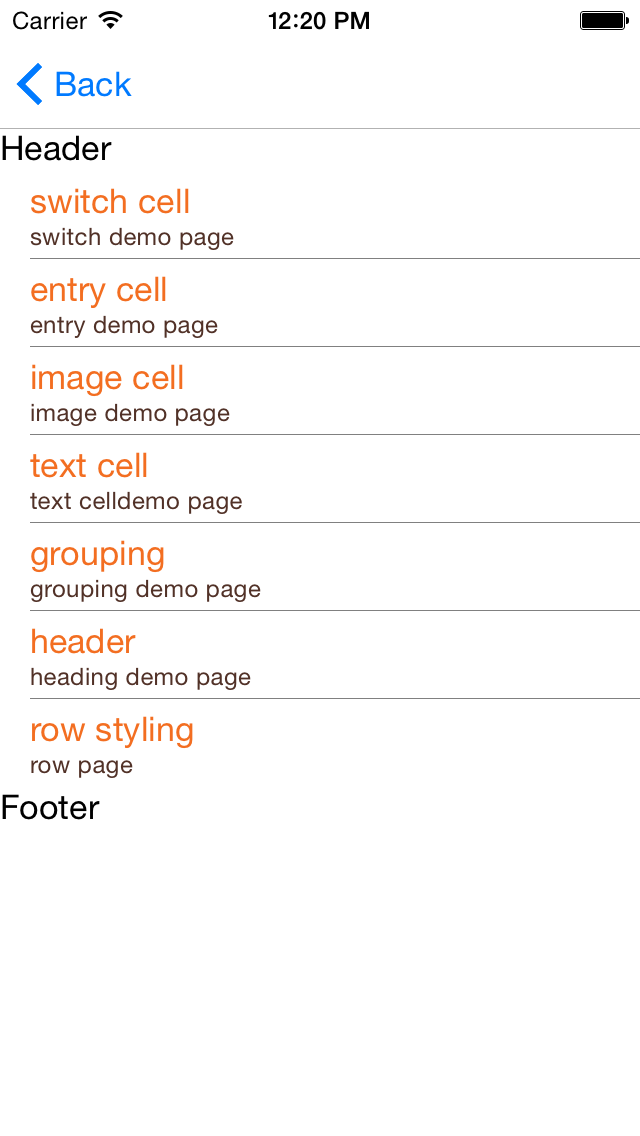 Carrier 12:20 PM
Back
Header
switch cell
switch demo page
entry cell
entry demo page
image cell
image demo page
text cell
text celldemo page
grouping
grouping demo page
header
heading demo page
row styling
row page
Footer